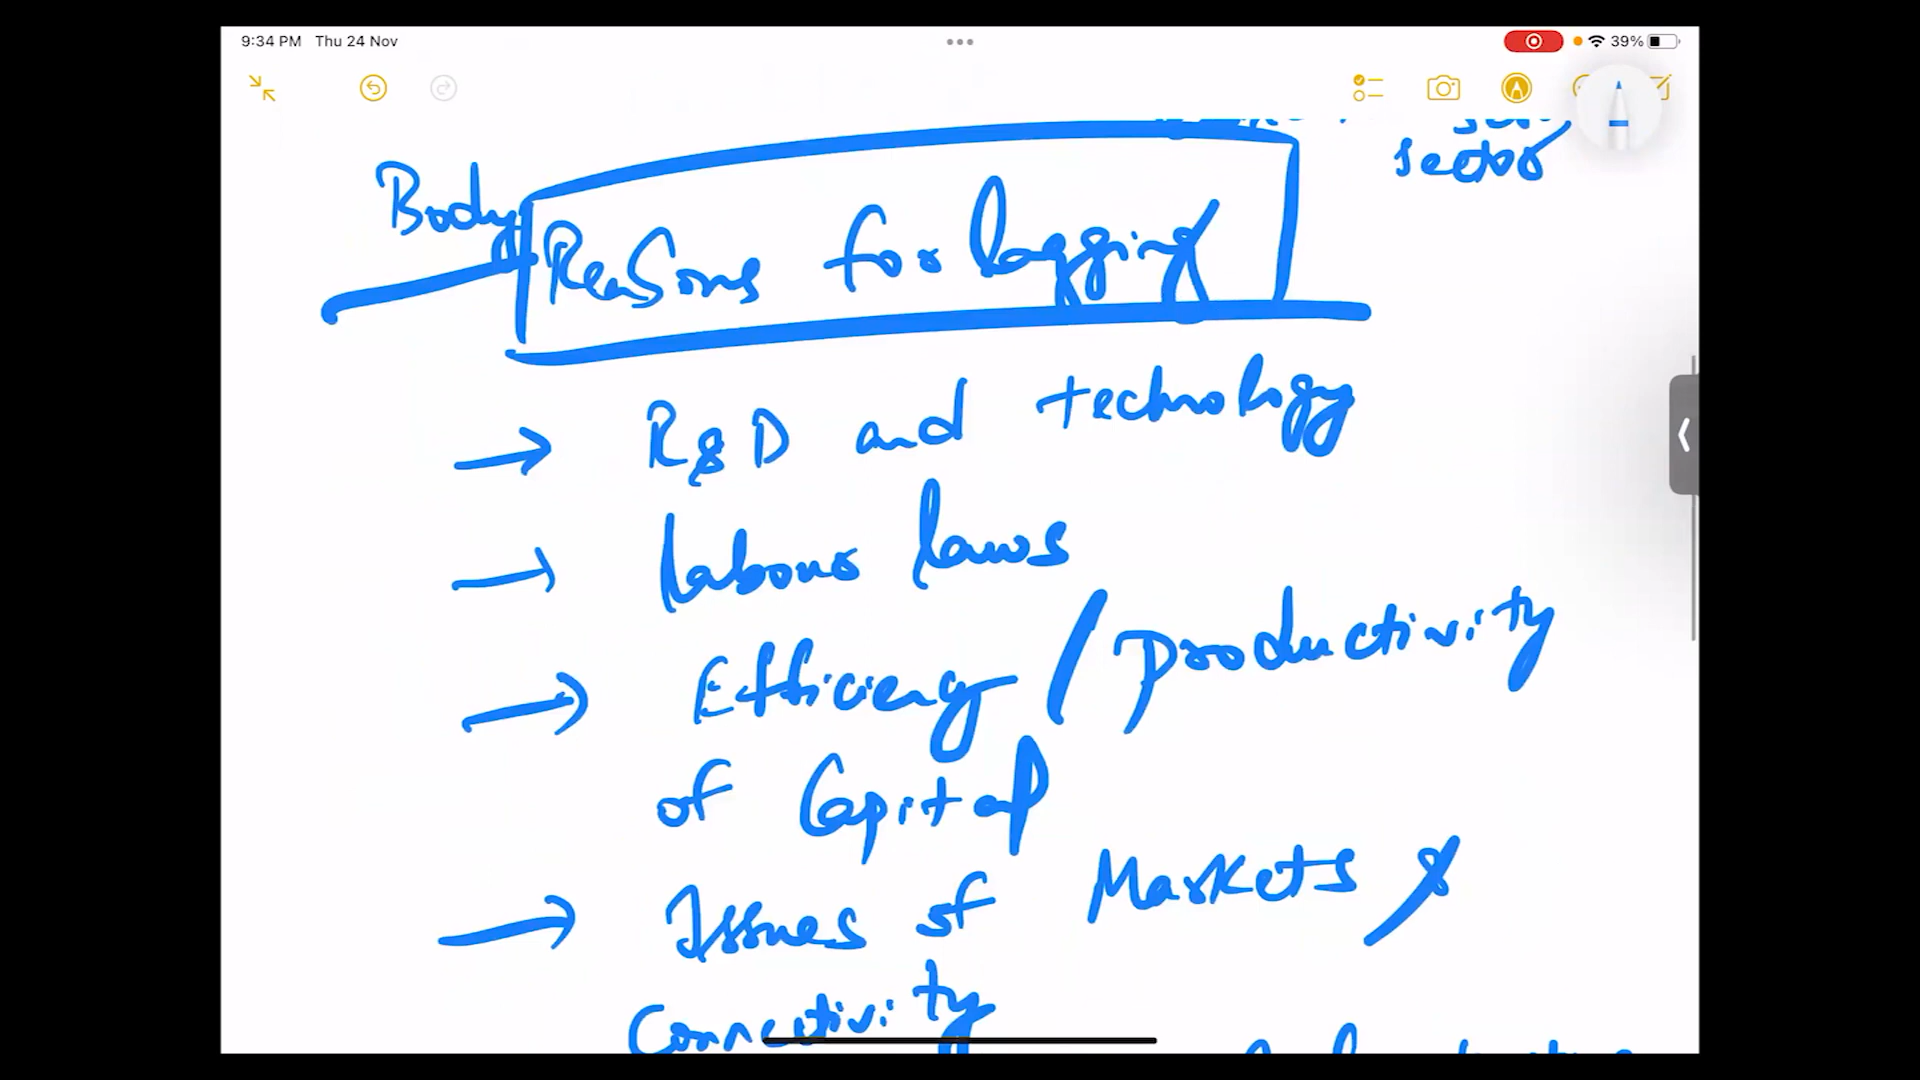 9:34 PM Thu 24 Nov
39%
sector
Body
Reasons for lagging
→ R&D and technology
→ Labour laws
→ Efficiency / Productivity
of Capital
→ Issues of Markets &
Connectivity